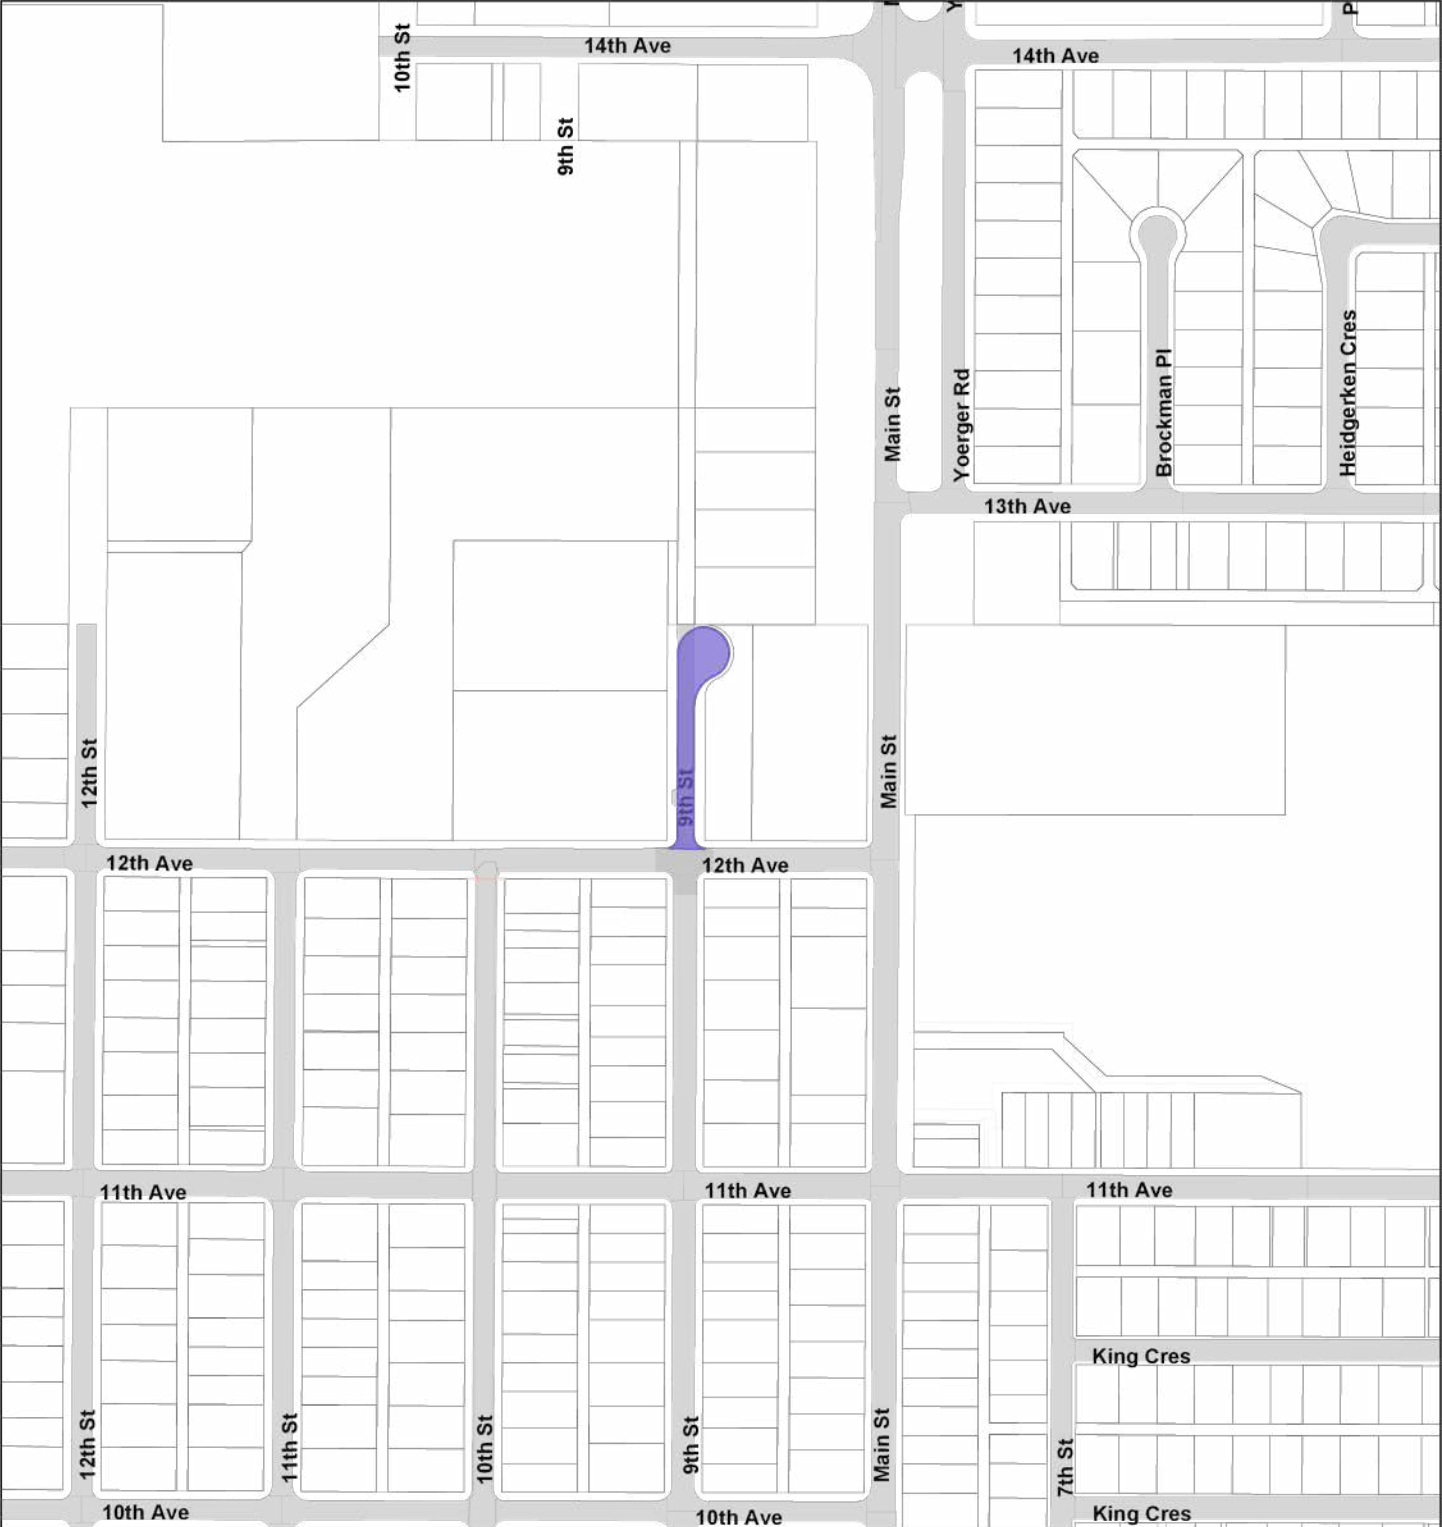 10th St
14th Ave
14th Ave
9th St
Main St
Yoerger Rd
Brockman Pl
Heidgerken Cres
13th Ave
12th St
9th St
Main St
12th Ave
12th Ave
11th Ave
11th Ave
11th Ave
King Cres
12th St
11th St
10th St
9th St
Main St
7th St
10th Ave
10th Ave
King Cres